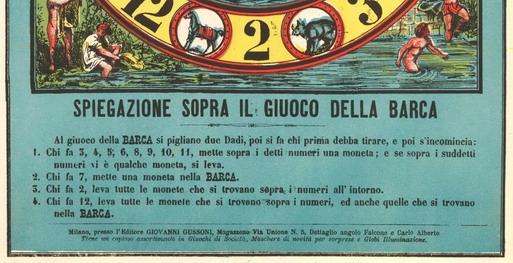 12 2 3
SPIEGAZIONE SOPRA IL GIUOCO DELLA BARCA
Al giuoco della BARCA si pigliano due Dadi, poi si fa chi prima debba tirare, e poi s'incomincia:
1. Chi fa 3, 4, 5, 6, 8, 9, 10, 11, mette sopra i detti numeri una moneta; e se sopra i suddetti
numeri vi è qualche moneta, si leva.
2. Chi fa 7, mette una moneta nella BARCA.
3. Chi fa 2, leva tutte le monete che si trovano sopra i numeri all' intorno.
4. Chi fa 12, leva tutte le monete che si trovano sopra i numeri, ed anche quelle che si trovano
nella BARCA.
Milano, presso l'Editore GIOVANNI GUSSONI, Magazzeno Via Unione N. 5, Dettaglio angolo Falcone e Carlo Alberto
Tiene un copioso assortimento in Giuochi di Società, Maschere di novità per sorprese e Globi Illuminazione.